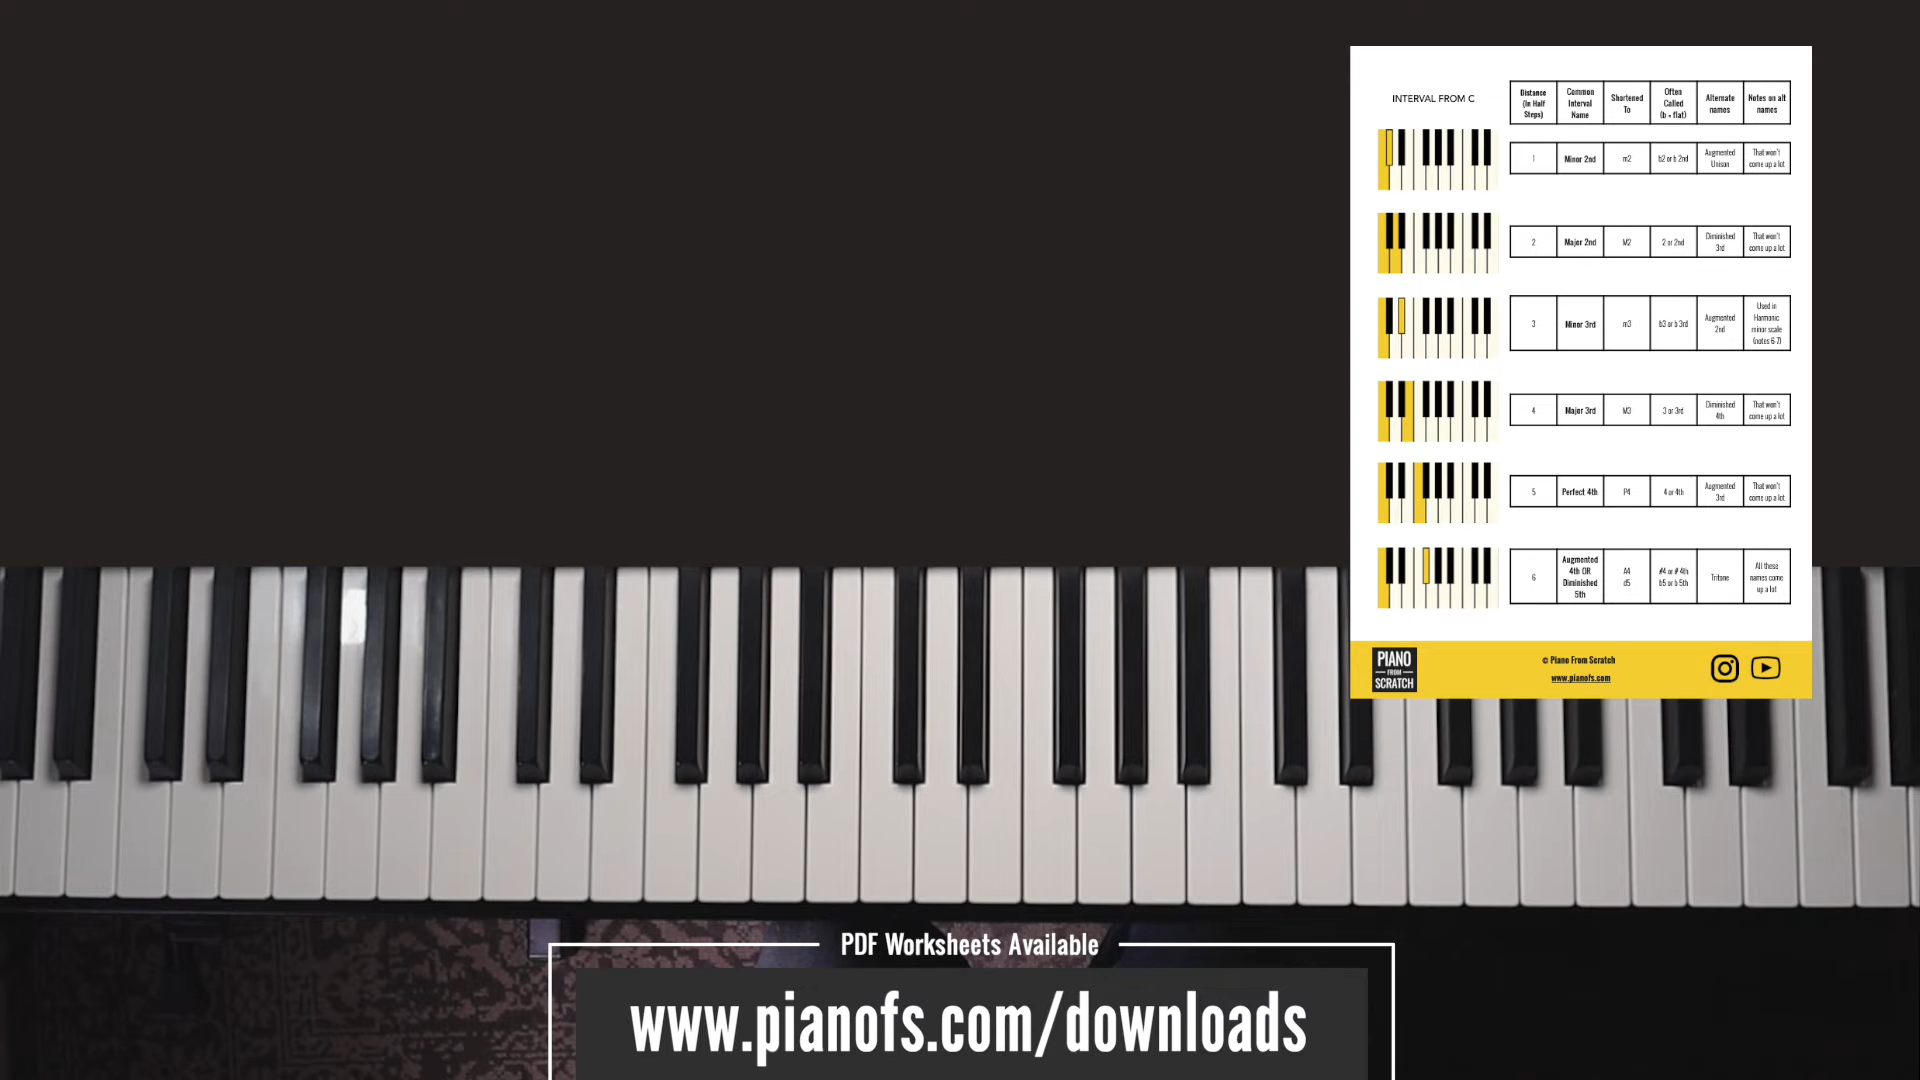 INTERVAL FROM C
Distance
(In Half
Steps)
Common
Interval
Name
Shortened
To
Often
Called
(b = flat)
Alternate
names
Notes on alt
names
1
Minor 2nd
m2
b2 or b 2nd
Augmented
Unison
That won't
come up a lot
2
Major 2nd
M2
2 or 2nd
Diminished
3rd
That won't
come up a lot
3
Minor 3rd
m3
b3 or b 3rd
Augmented
2nd
Used in
Harmonic
minor scale
(notes 6-7)
4
Major 3rd
M3
3 or 3rd
Diminished
4th
That won't
come up a lot
5
Perfect 4th
P4
4 or 4th
Augmented
3rd
That won't
come up a lot
6
Augmented
4th OR
Diminished
5th
A4
d5
#4 or # 4th
b5 or b 5th
Tritone
All these
names come
up a lot
PIANO
FROM
SCRATCH
© Piano From Scratch
www.pianofs.com
PDF Worksheets Available
www.pianofs.com/downloads